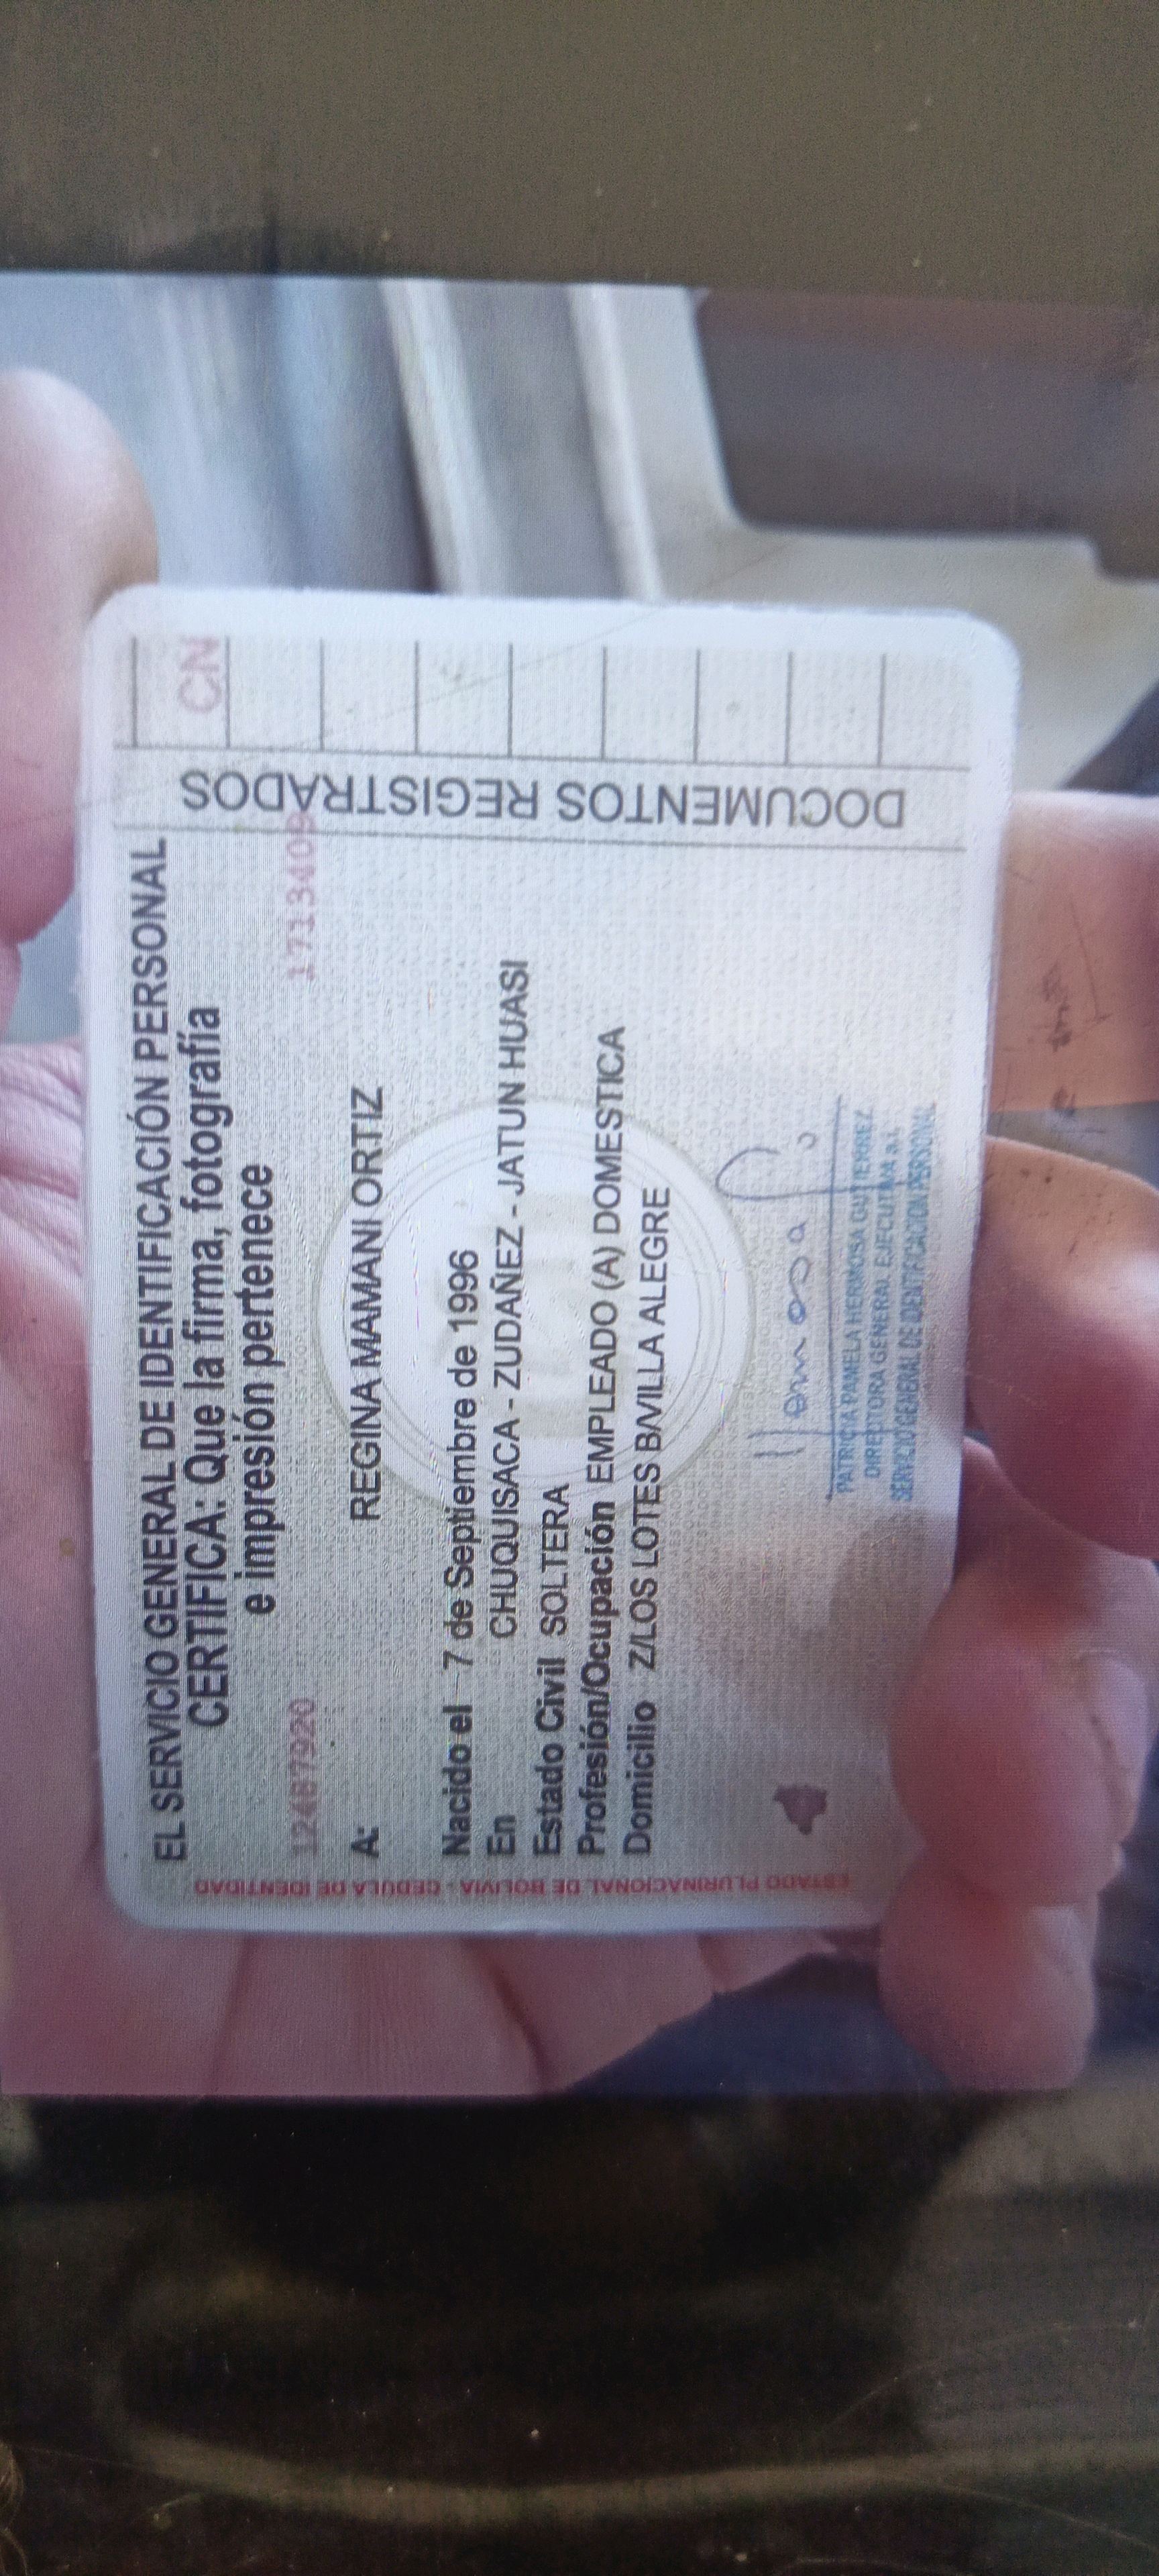 EL SERVICIO GENERAL DE IDENTIFICACIÓN PERSONAL
CERTIFICA: Que la firma, fotografía
e impresión pertenece
12487920 1713409
A: REGINA MAMANI ORTIZ
Nacido el 7 de Septiembre de 1996
En CHUQUISACA - ZUDAÑEZ - JATUN HUASI
Estado Civil SOLTERA
Profesión/Ocupación EMPLEADO (A) DOMESTICA
Domicilio Z/LOS LOTES B/VILLA ALEGRE
PATRICIA PAMELA HERMOSA GUTIERREZ
DIRECTORA GENERAL EJECUTIVA a.i.
SERVICIO GENERAL DE IDENTIFICACION PERSONAL
ESTADO PLURINACIONAL DE BOLIVIA - CEDULA DE IDENTIDAD
DOCUMENTOS REGISTRADOS
CN